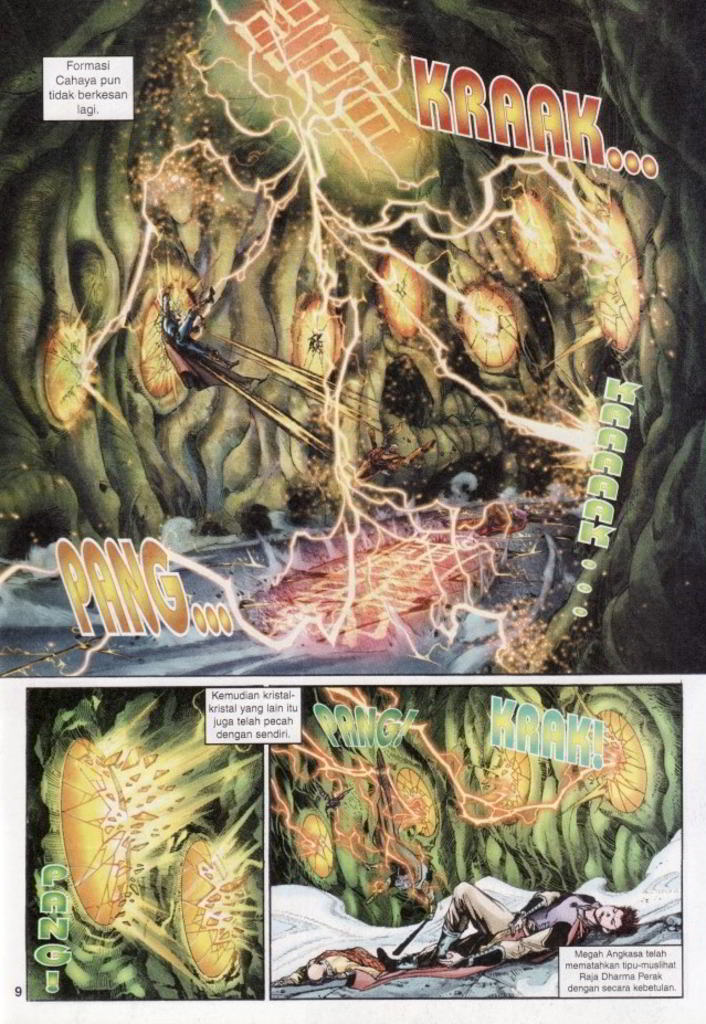 Formasi
Cahaya pun
tidak berkesan
lagi.
KRAAK...
KRAAAAK...
PANG...
Kemudian kristal-
kristal yang lain itu
juga telah pecah
dengan sendiri.
PANG!
PANG!
KRAK!
Megah Angkasa telah
mematahkan tipu-muslihat
Raja Dharma Perak
dengan secara kebetulan.
9